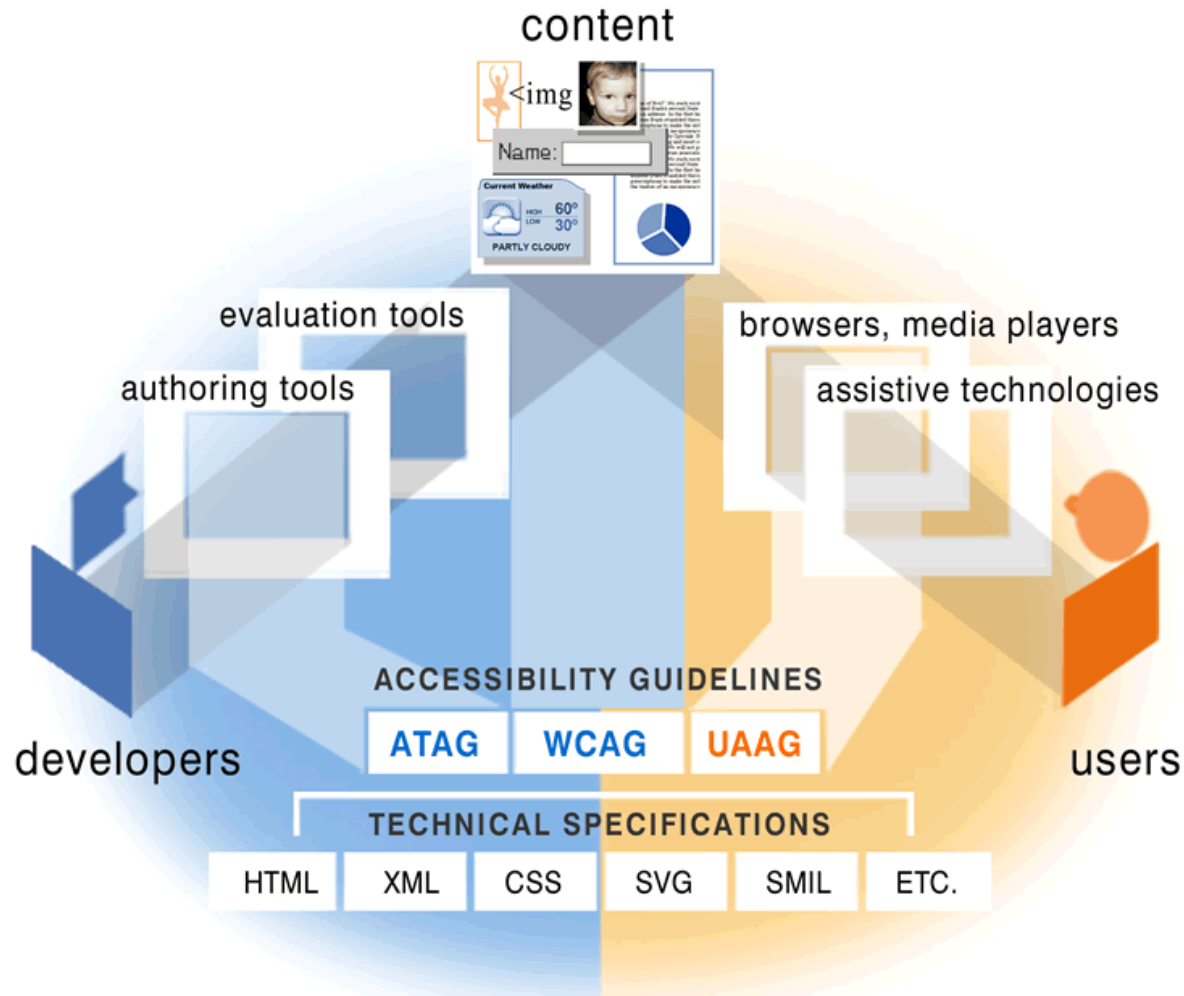 content
<img
Name:
Current Weather
HIGH 60°
LOW 30°
PARTLY CLOUDY
evaluation tools
authoring tools
browsers, media players
assistive technologies
developers
users
ACCESSIBILITY GUIDELINES
ATAG WCAG UAAG
TECHNICAL SPECIFICATIONS
HTML XML CSS SVG SMIL ETC.